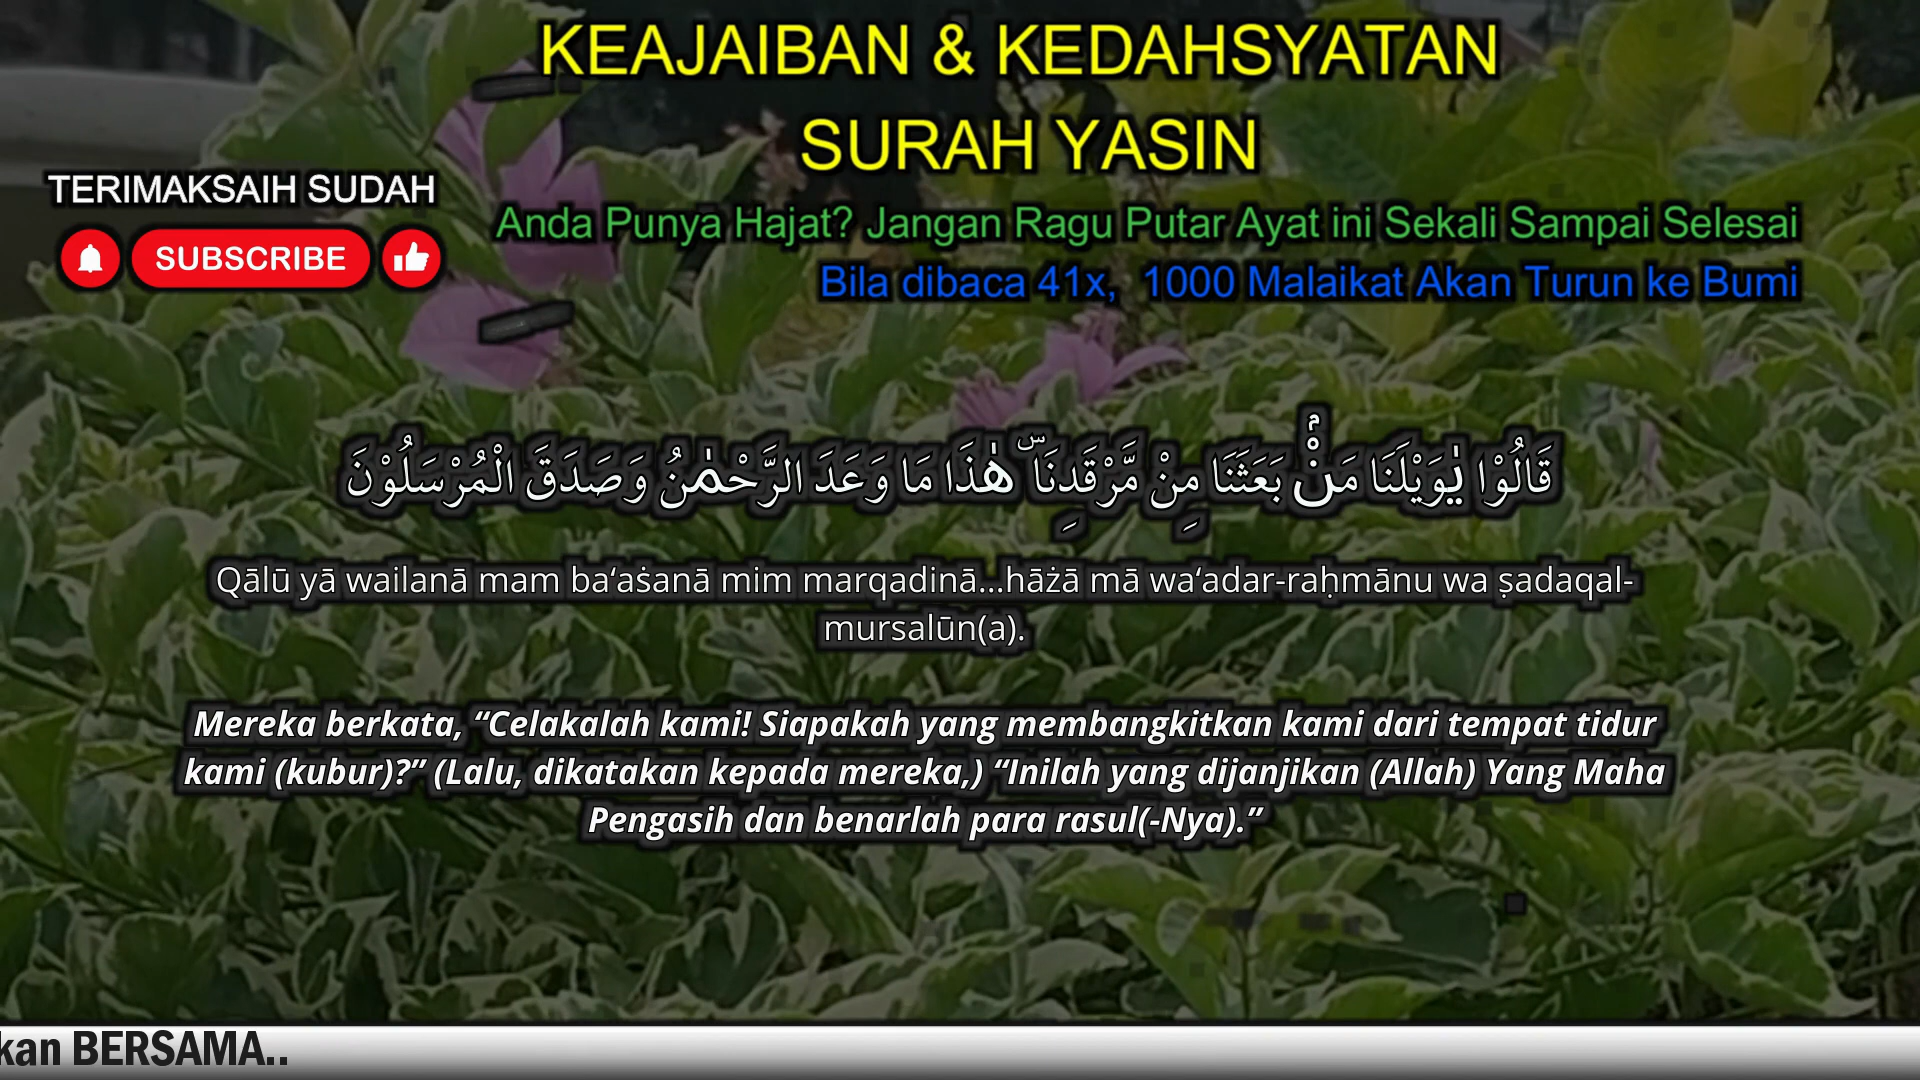 KEAJAIBAN & KEDAHSYATAN
SURAH YASIN
TERIMAKSAIH SUDAH
SUBSCRIBE
Anda Punya Hajat? Jangan Ragu Putar Ayat ini Sekali Sampai Selesai
Bila dibaca 41x, 1000 Malaikat Akan Turun ke Bumi
قَالُوْا يٰوَيْلَنَا مَنْۢ بَعَثَنَا مِنْ مَّرْقَدِنَا ۜهٰذَا مَا وَعَدَ الرَّحْمٰنُ وَصَدَقَ الْمُرْسَلُوْنَ
Qālū yā wailanā mam ba‘aṡanā mim marqadinā...hāżā mā wa‘adar-raḥmānu wa ṣadaqal-
mursalūn(a).
Mereka berkata, “Celakalah kami! Siapakah yang membangkitkan kami dari tempat tidur
kami (kubur)?” (Lalu, dikatakan kepada mereka,) “Inilah yang dijanjikan (Allah) Yang Maha
Pengasih dan benarlah para rasul(-Nya).”
kan BERSAMA..